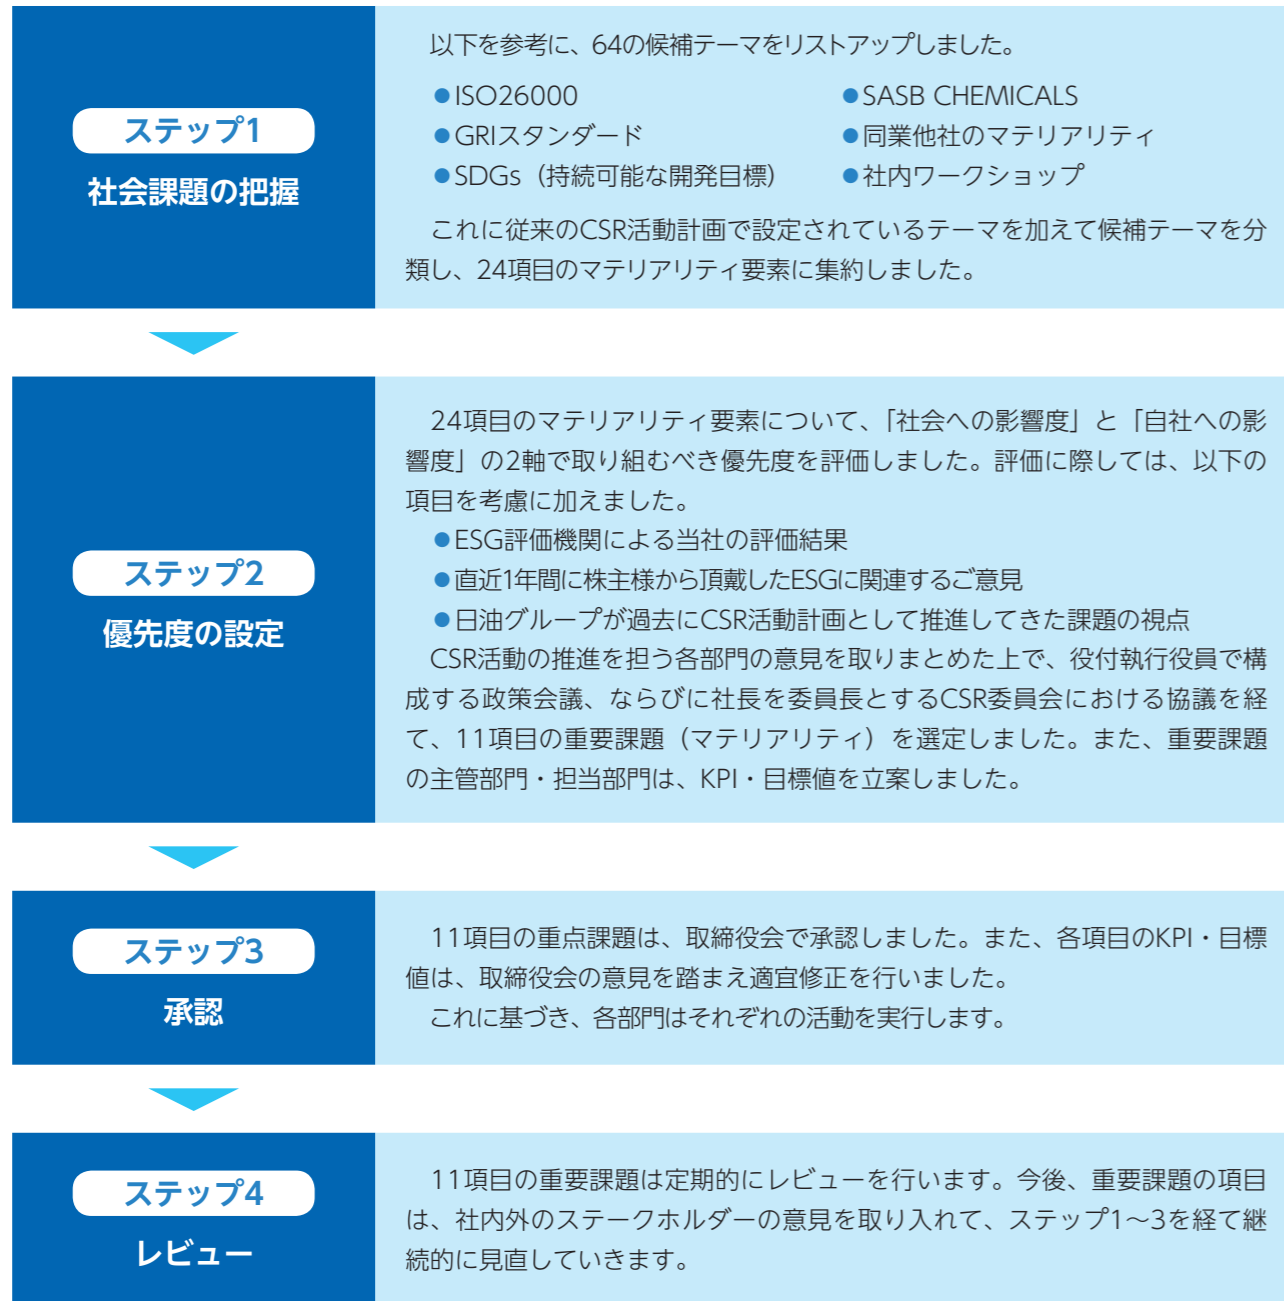 ステップ1
社会課題の把握
以下を参考に、64の候補テーマをリストアップしました。
●ISO26000
●GRIスタンダード
●SDGs（持続可能な開発目標）
●SASB CHEMICALS
●同業他社のマテリアリティ
●社内ワークショップ
これに従来のCSR活動計画で設定されているテーマを加えて候補テーマを分
類し、24項目のマテリアリティ要素に集約しました。
ステップ2
優先度の設定
24項目のマテリアリティ要素について、「社会への影響度」と「自社への影
響度」の2軸で取り組むべき優先度を評価しました。評価に際しては、以下の
項目を考慮に加えました。
●ESG評価機関による当社の評価結果
●直近1年間に株主様から頂戴したESGに関連するご意見
●日油グループが過去にCSR活動計画として推進してきた課題の視点
CSR活動の推進を担う各部門の意見を取りまとめた上で、役付執行役員で構
成する政策会議、ならびに社長を委員長とするCSR委員会における協議を経
て、11項目の重要課題（マテリアリティ）を選定しました。また、重要課題
の主管部門・担当部門は、KPI・目標値を立案しました。
ステップ3
承認
11項目の重点課題は、取締役会で承認しました。また、各項目のKPI・目標
値は、取締役会の意見を踏まえ適宜修正を行いました。
これに基づき、各部門はそれぞれの活動を実行します。
ステップ4
レビュー
11項目の重要課題は定期的にレビューを行います。今後、重要課題の項目
は、社内外のステークホルダーの意見を取り入れて、ステップ1～3を経て継
続的に見直していきます。